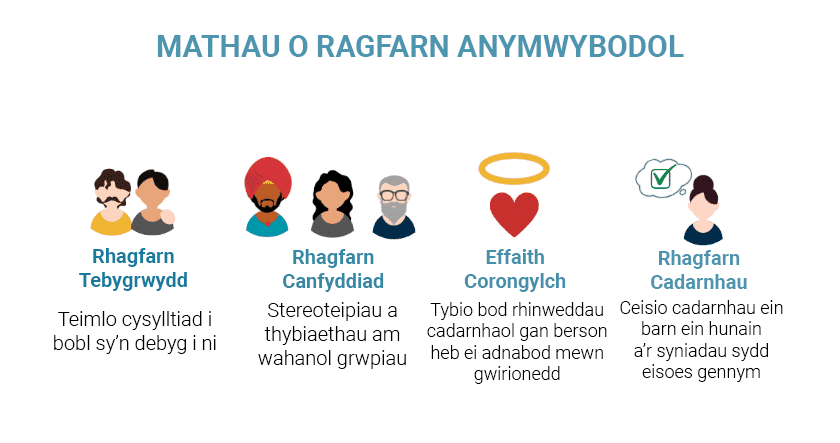 MATHAU O RAGFARN ANYMWYBODOL
Rhagfarn
Tebygrwydd
Teimlo cysylltiad i
bobl sy'n debyg i ni
Rhagfarn
Canfyddiad
Stereoteipiau a
thybiaethau am
wahanol grwpiau
Effaith
Corongylch
Tybio bod rhinweddau
cadarnhaol gan berson
heb ei adnabod mewn
gwirionedd
Rhagfarn
Cadarnhau
Ceisio cadarnhau ein
barn ein hunain
a'r syniadau sydd
eisoes gennym